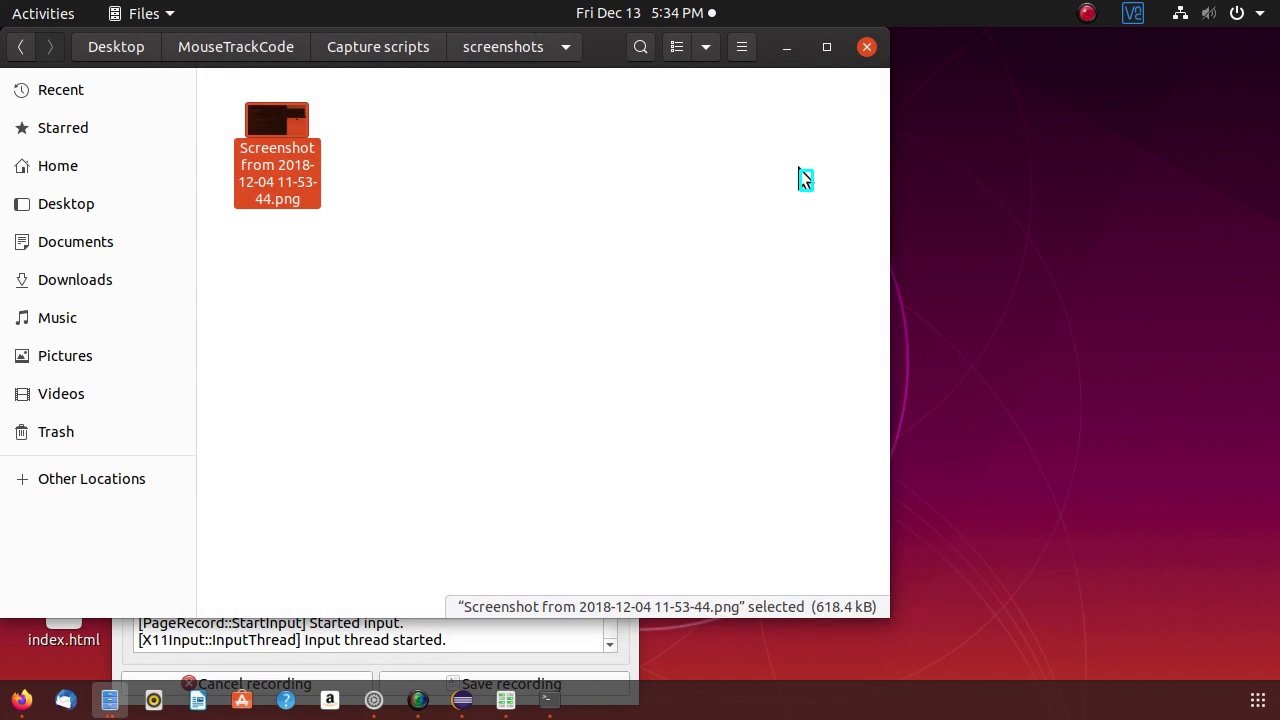 Activities Files Fri Dec 13 5:34 PM
Desktop MouseTrackCode Capture scripts screenshots
Recent
Starred
Home
Desktop
Documents
Downloads
Music
Pictures
Videos
Trash
Other Locations
Screenshot
from 2018-
12-04 11-53-
44.png
"Screenshot from 2018-12-04 11-53-44.png" selected (618.4 kB)
index.html
[PageRecord::StartInput] Started input.
[X11Input::InputThread] Input thread started.
Cancel recording Save recording